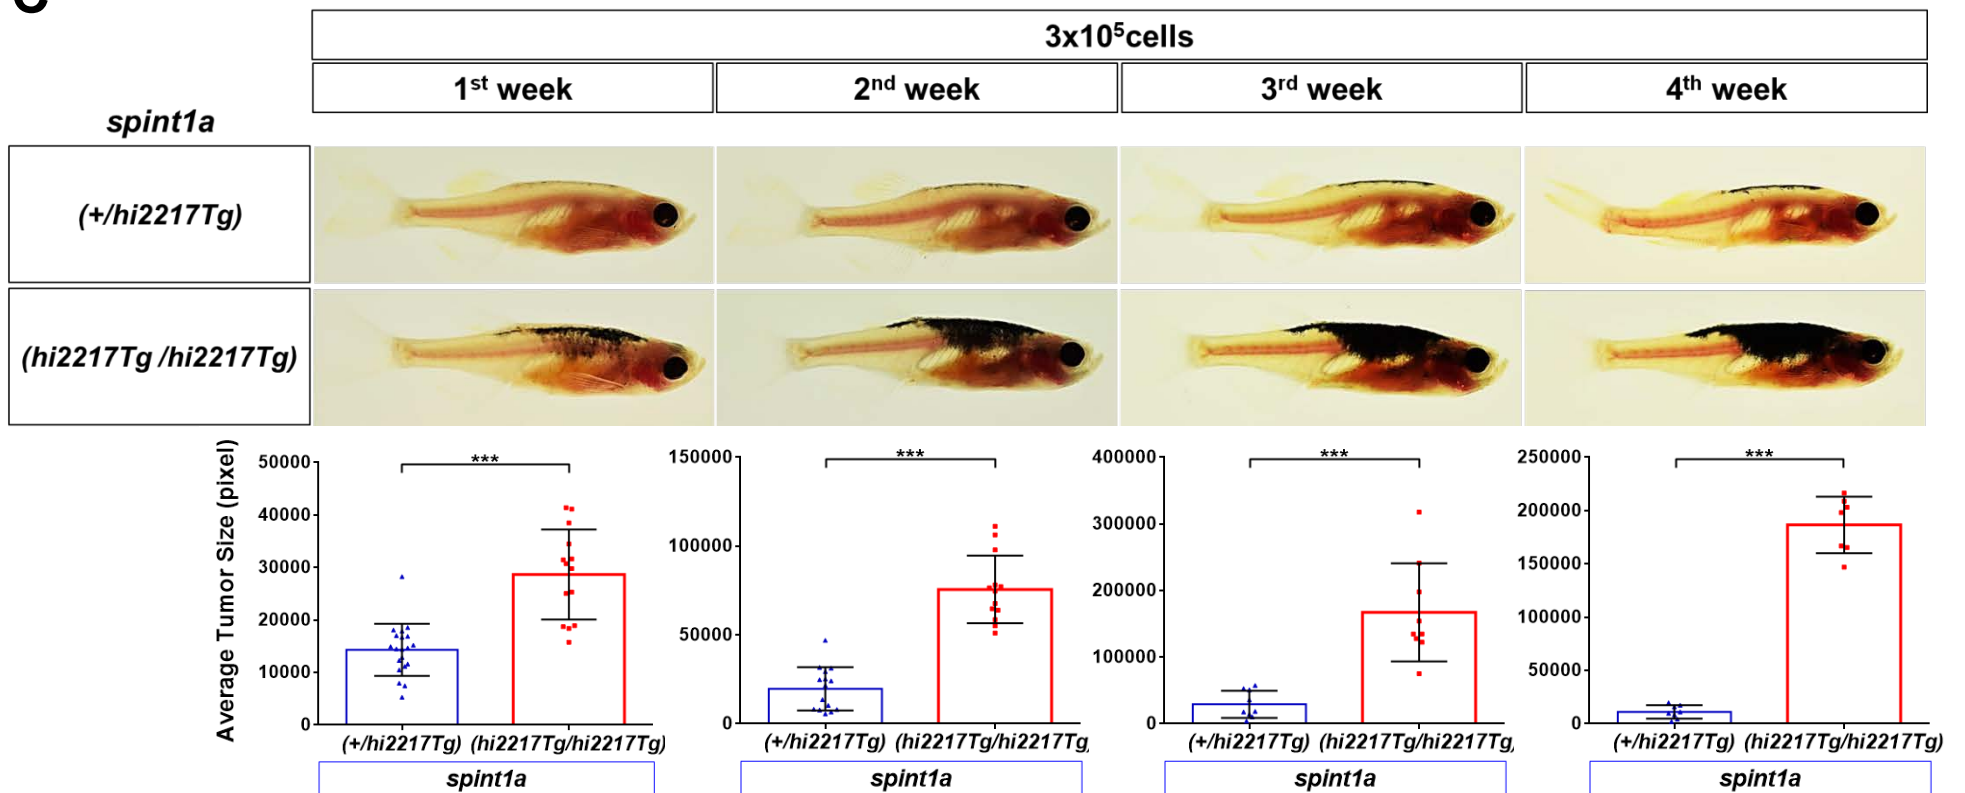 C
3x10⁵cells
1ˢᵗ week
2ⁿᵈ week
3ʳᵈ week
4ᵗʰ week
spint1a
(+/hi2217Tg)
(hi2217Tg /hi2217Tg)
Average Tumor Size (pixel)
50000
40000
30000
20000
10000
0
***
(+/hi2217Tg) (hi2217Tg/hi2217Tg)
spint1a
150000
100000
50000
0
***
(+/hi2217Tg) (hi2217Tg/hi2217Tg
spint1a
400000
300000
200000
100000
0
***
(+/hi2217Tg) (hi2217Tg/hi2217Tg
spint1a
250000
200000
150000
100000
50000
0
***
(+/hi2217Tg) (hi2217Tg/hi2217Tg)
spint1a